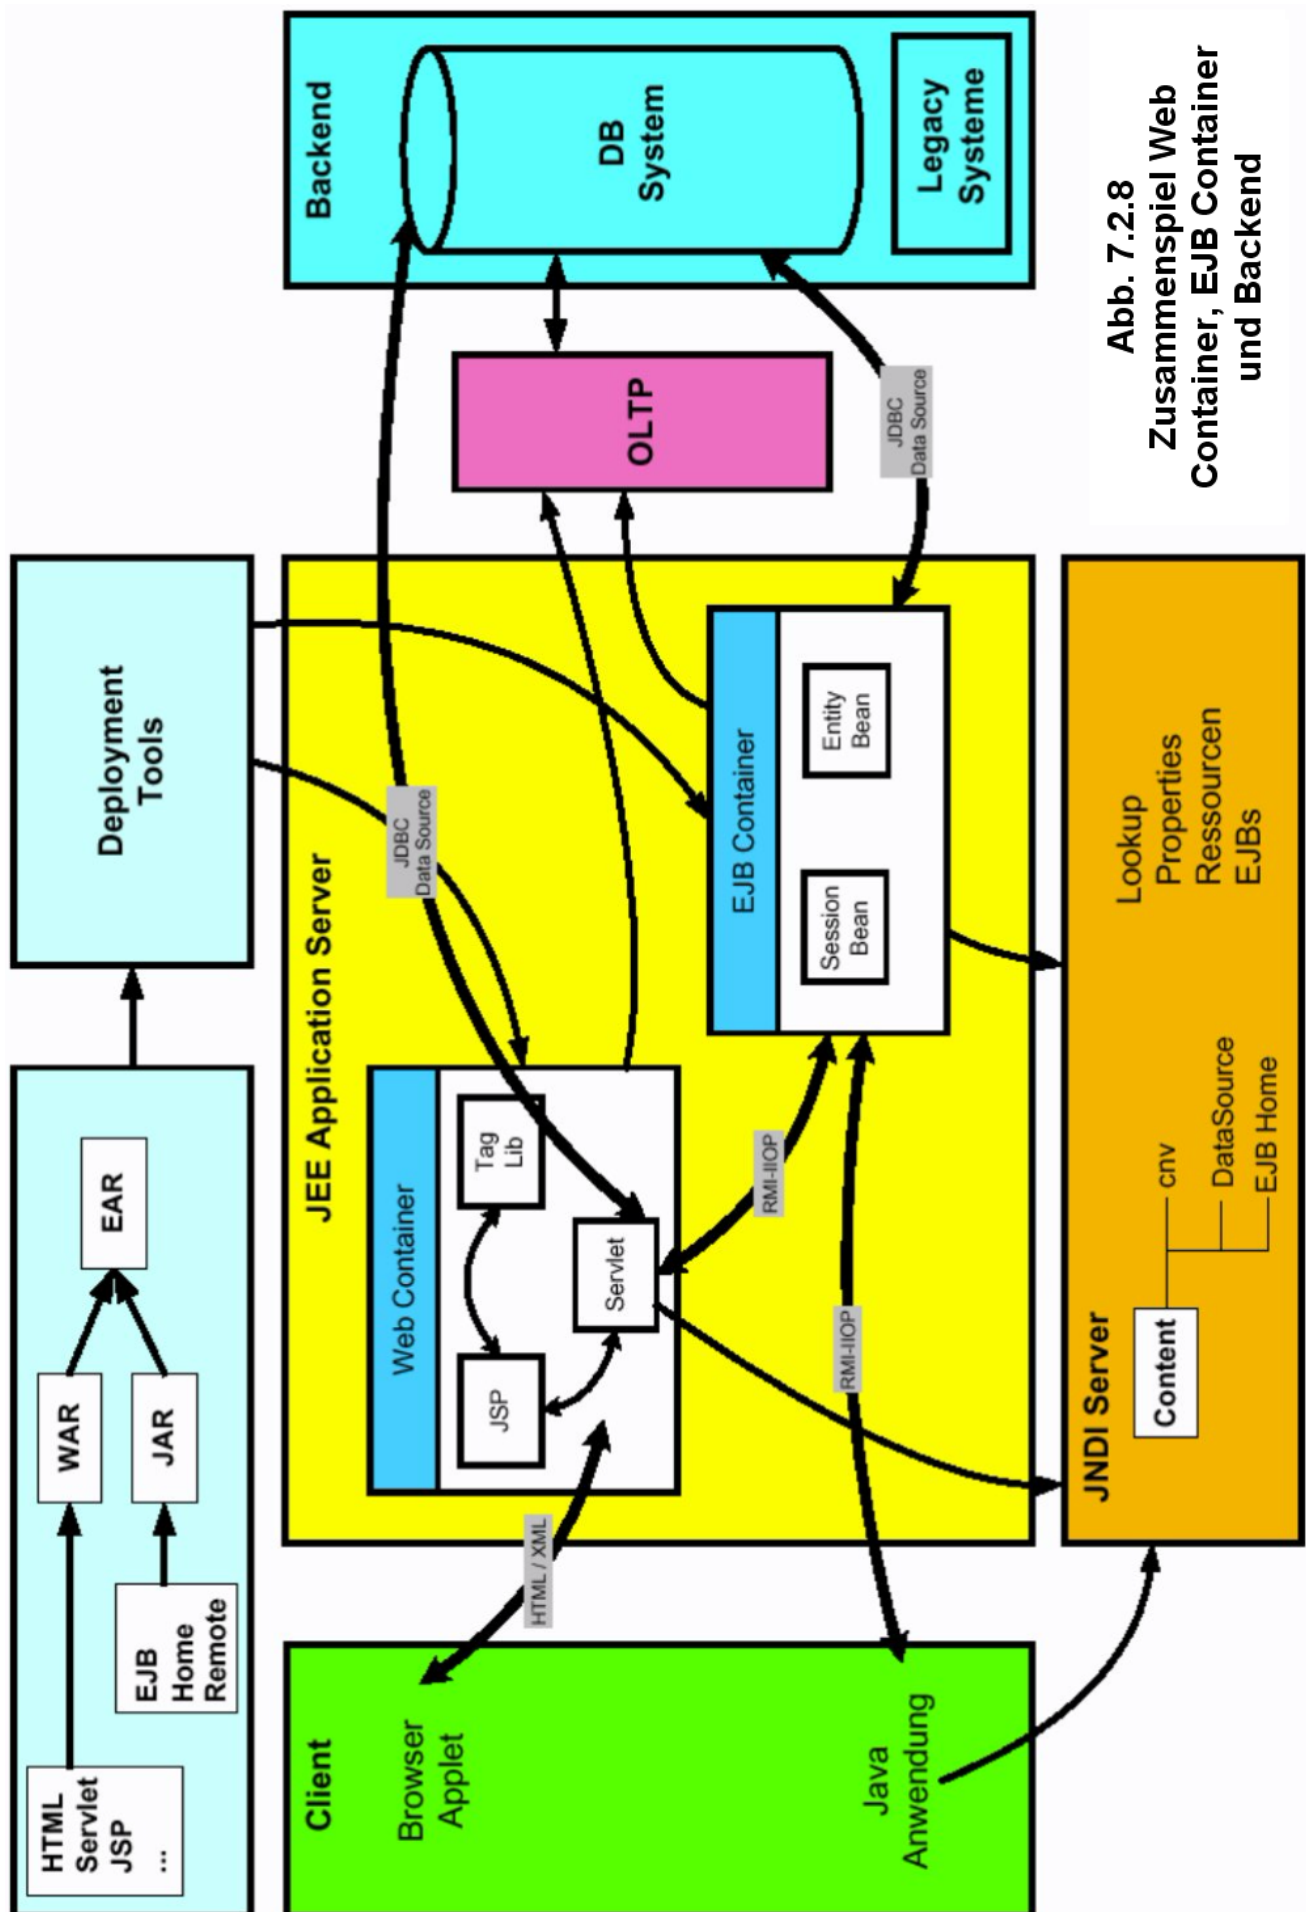 HTML
Servlet
JSP
...
EJB
Home
Remote
WAR
JAR
EAR
Deployment
Tools
Client
Browser
Applet
Java
Anwendung
HTML / XML
JEE Application Server
Web Container
JSP
Tag
Lib
Servlet
JDBC
Data Source
RMI-IIOP
RMI-IIOP
EJB Container
Session
Bean
Entity
Bean
OLTP
JDBC
Data Source
Backend
DB
System
Legacy
Systeme
JNDI Server
Content
cnv
DataSource
EJB Home
Lookup
Properties
Ressourcen
EJBs
Abb. 7.2.8
Zusammenspiel Web
Container, EJB Container
und Backend